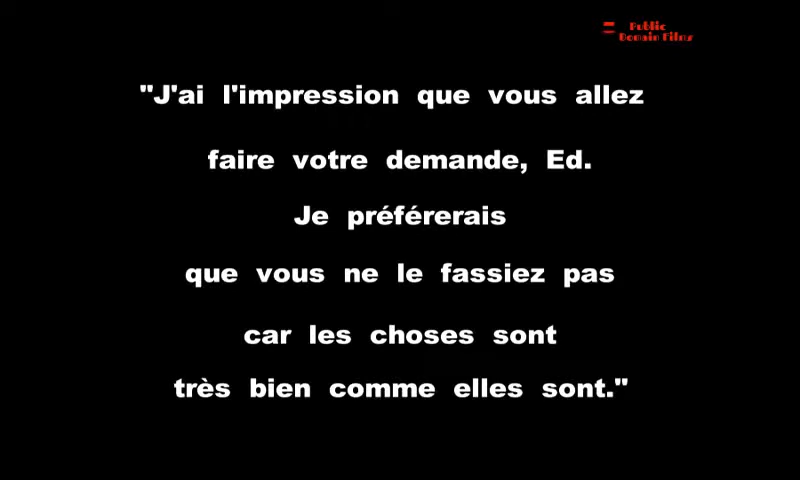 Public
Domain Films
"J'ai l'impression que vous allez
faire votre demande, Ed.
Je préférerais
que vous ne le fassiez pas
car les choses sont
très bien comme elles sont."